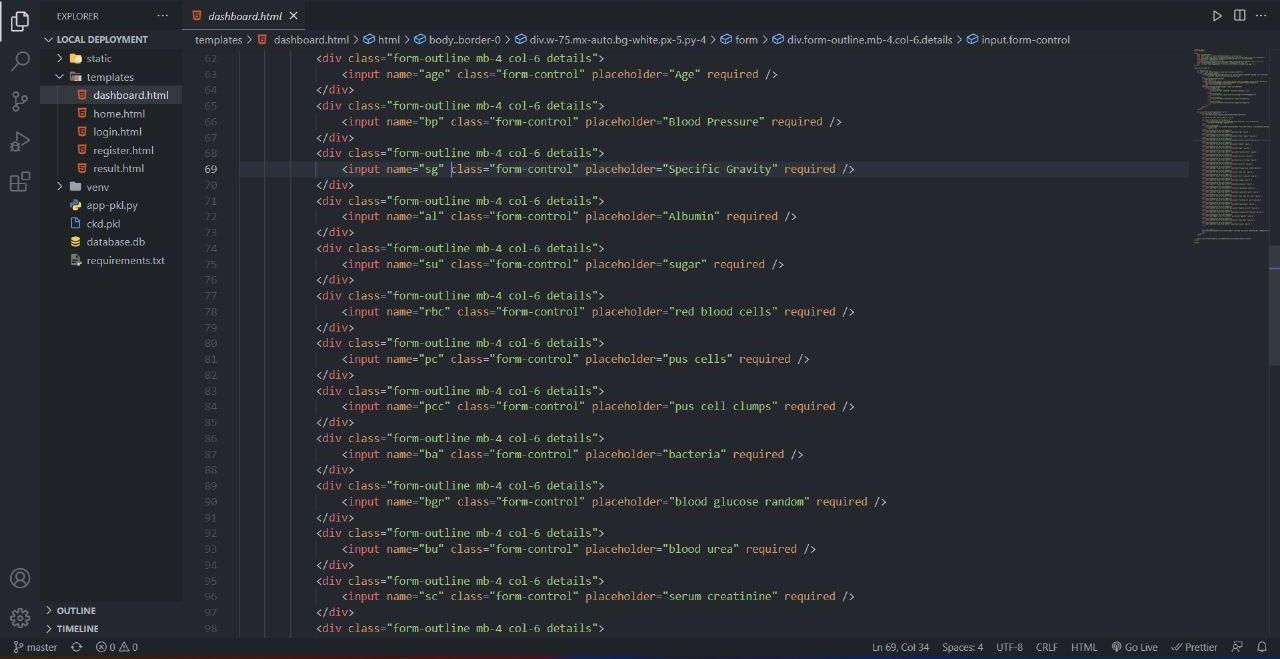 EXPLORER
LOCAL DEPLOYMENT
static
templates
dashboard.html
home.html
login.html
register.html
result.html
venv
app-pkl.py
ckd.pkl
database.db
requirements.txt
OUTLINE
TIMELINE
dashboard.html
templates > dashboard.html > html > body..border-0 > div.w-75.mx-auto.bg-white.px-5.py-4 > form > div.form-outline.mb-4.col-6.details > input.form-control
62 <div class="form-outline mb-4 col-6 details">
63 <input name="age" class="form-control" placeholder="Age" required />
64 </div>
65 <div class="form-outline mb-4 col-6 details">
66 <input name="bp" class="form-control" placeholder="Blood Pressure" required />
67 </div>
68 <div class="form-outline mb-4 col-6 details">
69 <input name="sg" class="form-control" placeholder="Specific Gravity" required />
70 </div>
71 <div class="form-outline mb-4 col-6 details">
72 <input name="al" class="form-control" placeholder="Albumin" required />
73 </div>
74 <div class="form-outline mb-4 col-6 details">
75 <input name="su" class="form-control" placeholder="sugar" required />
76 </div>
77 <div class="form-outline mb-4 col-6 details">
78 <input name="rbc" class="form-control" placeholder="red blood cells" required />
79 </div>
80 <div class="form-outline mb-4 col-6 details">
81 <input name="pc" class="form-control" placeholder="pus cells" required />
82 </div>
83 <div class="form-outline mb-4 col-6 details">
84 <input name="pcc" class="form-control" placeholder="pus cell clumps" required />
85 </div>
86 <div class="form-outline mb-4 col-6 details">
87 <input name="ba" class="form-control" placeholder="bacteria" required />
88 </div>
89 <div class="form-outline mb-4 col-6 details">
90 <input name="bgr" class="form-control" placeholder="blood glucose random" required />
91 </div>
92 <div class="form-outline mb-4 col-6 details">
93 <input name="bu" class="form-control" placeholder="blood urea" required />
94 </div>
95 <div class="form-outline mb-4 col-6 details">
96 <input name="sc" class="form-control" placeholder="serum creatinine" required />
97 </div>
98 <div class="form-outline mb-4 col-6 details">
master 0 0 Ln 69, Col 34 Spaces: 4 UTF-8 CRLF HTML Go Live Prettier